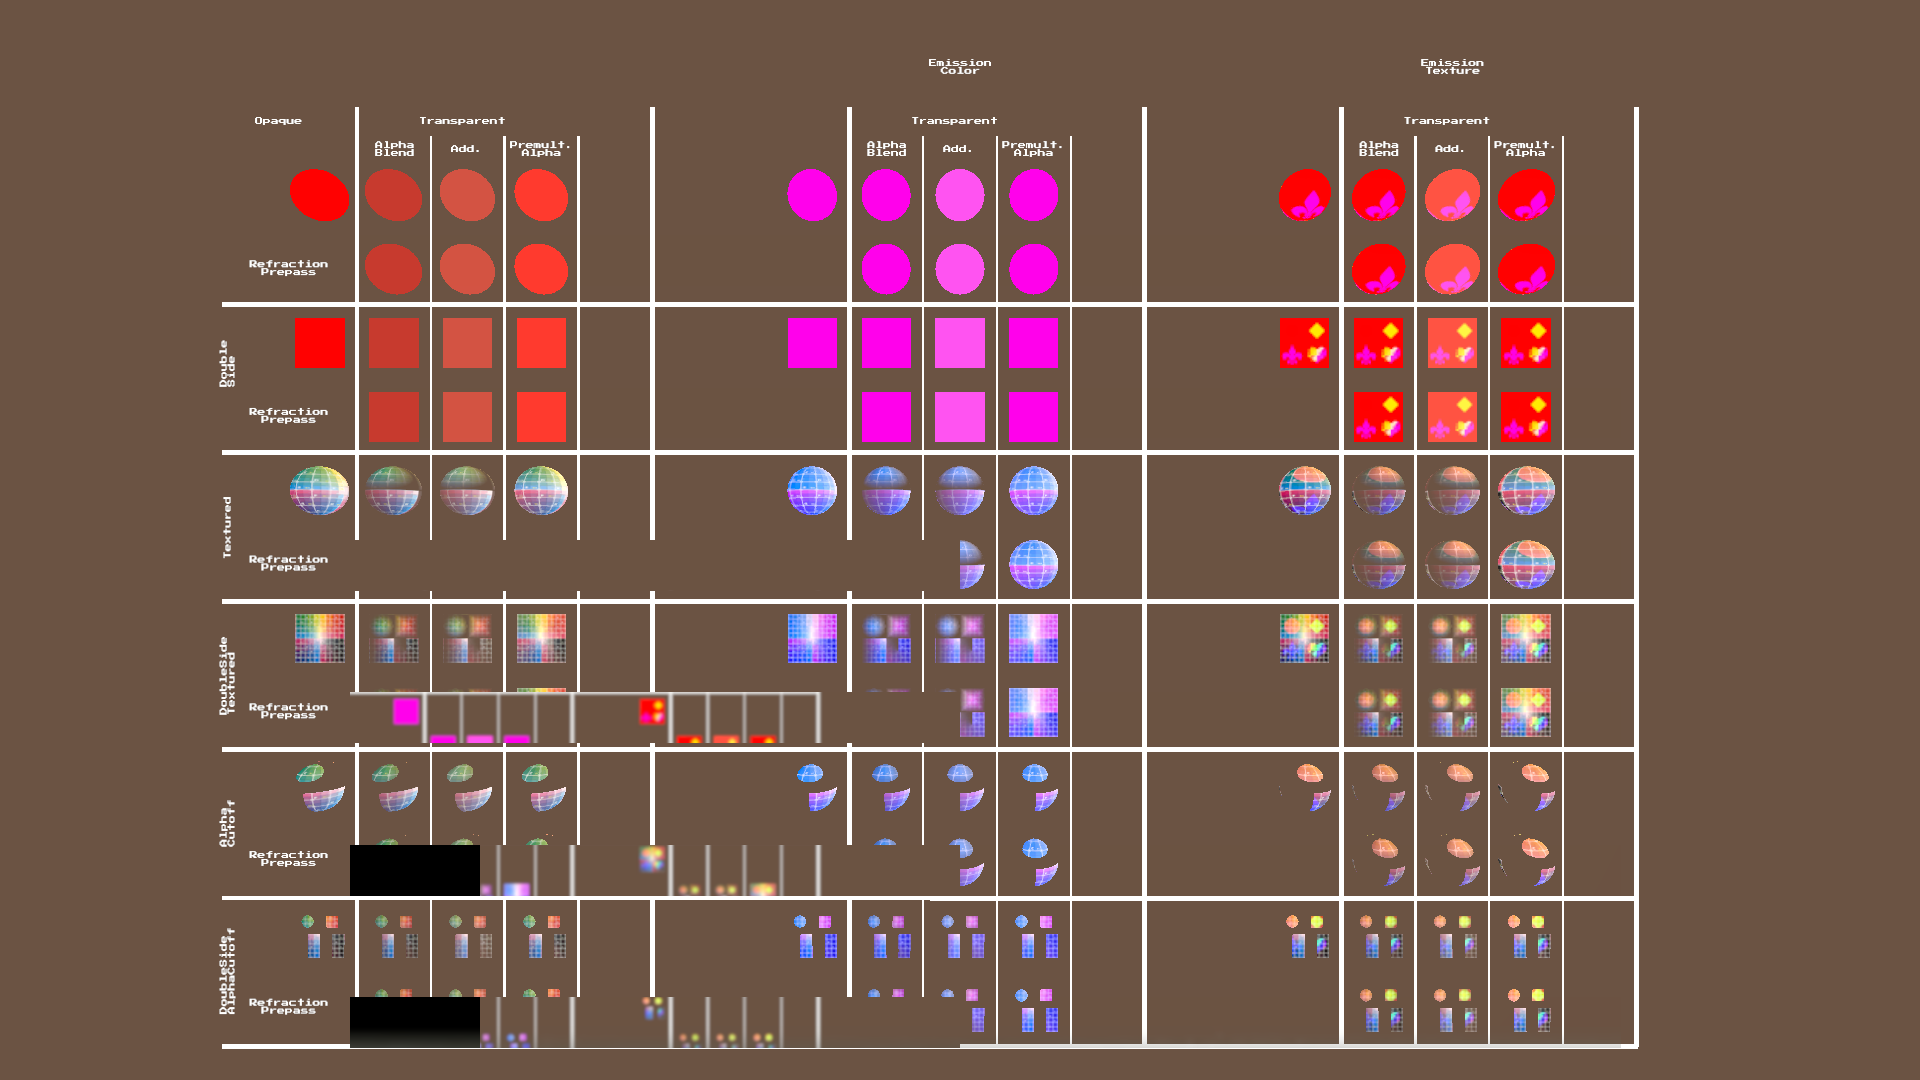 Emission
Color
Emission
Texture
Opaque
Transparent
Transparent
Transparent
Alpha
Blend
Add.
Premult.
Alpha
Alpha
Blend
Add.
Premult.
Alpha
Alpha
Blend
Add.
Premult.
Alpha
Refraction
Prepass
Double
Side
Refraction
Prepass
Textured
Refraction
Prepass
DoubleSide
Textured
Refraction
Prepass
Alpha
Cutoff
Refraction
Prepass
DoubleSide
AlphaCutoff
Refraction
Prepass